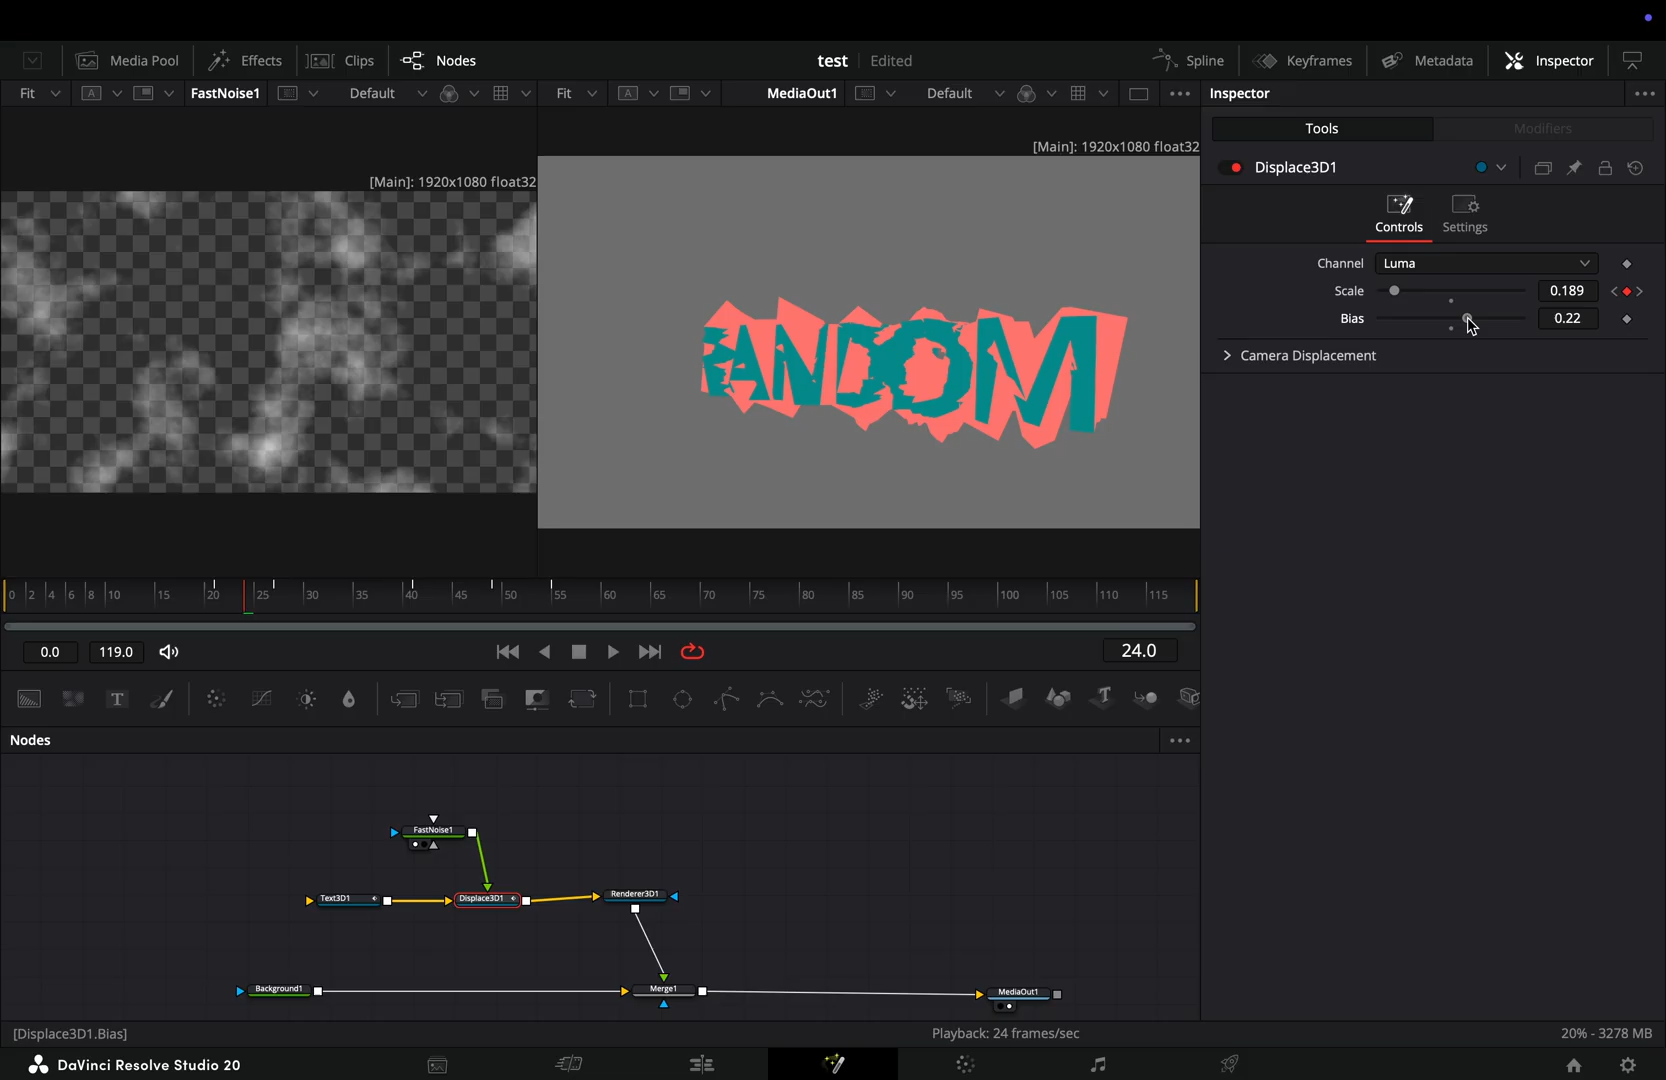 Media Pool Effects Clips Nodes test Edited Spline Keyframes Metadata Inspector
Fit A FastNoise1 Default Fit A MediaOut1 Default Inspector
Tools Modifiers
[Main]: 1920x1080 float32
Displace3D1
[Main]: 1920x1080 float32
Controls Settings
Channel Luma
Scale 0.189
Bias 0.22
Camera Displacement
RANDOM
0 2 4 6 8 10 15 20 25 30 35 40 45 50 55 60 65 70 75 80 85 90 95 100 105 110 115
0.0 119.0 24.0
T T
Nodes
FastNoise1
Text3D1 Displace3D1 Renderer3D1
Background1 Merge1 MediaOut1
[Displace3D1.Bias] Playback: 24 frames/sec 20% - 3278 MB
DaVinci Resolve Studio 20